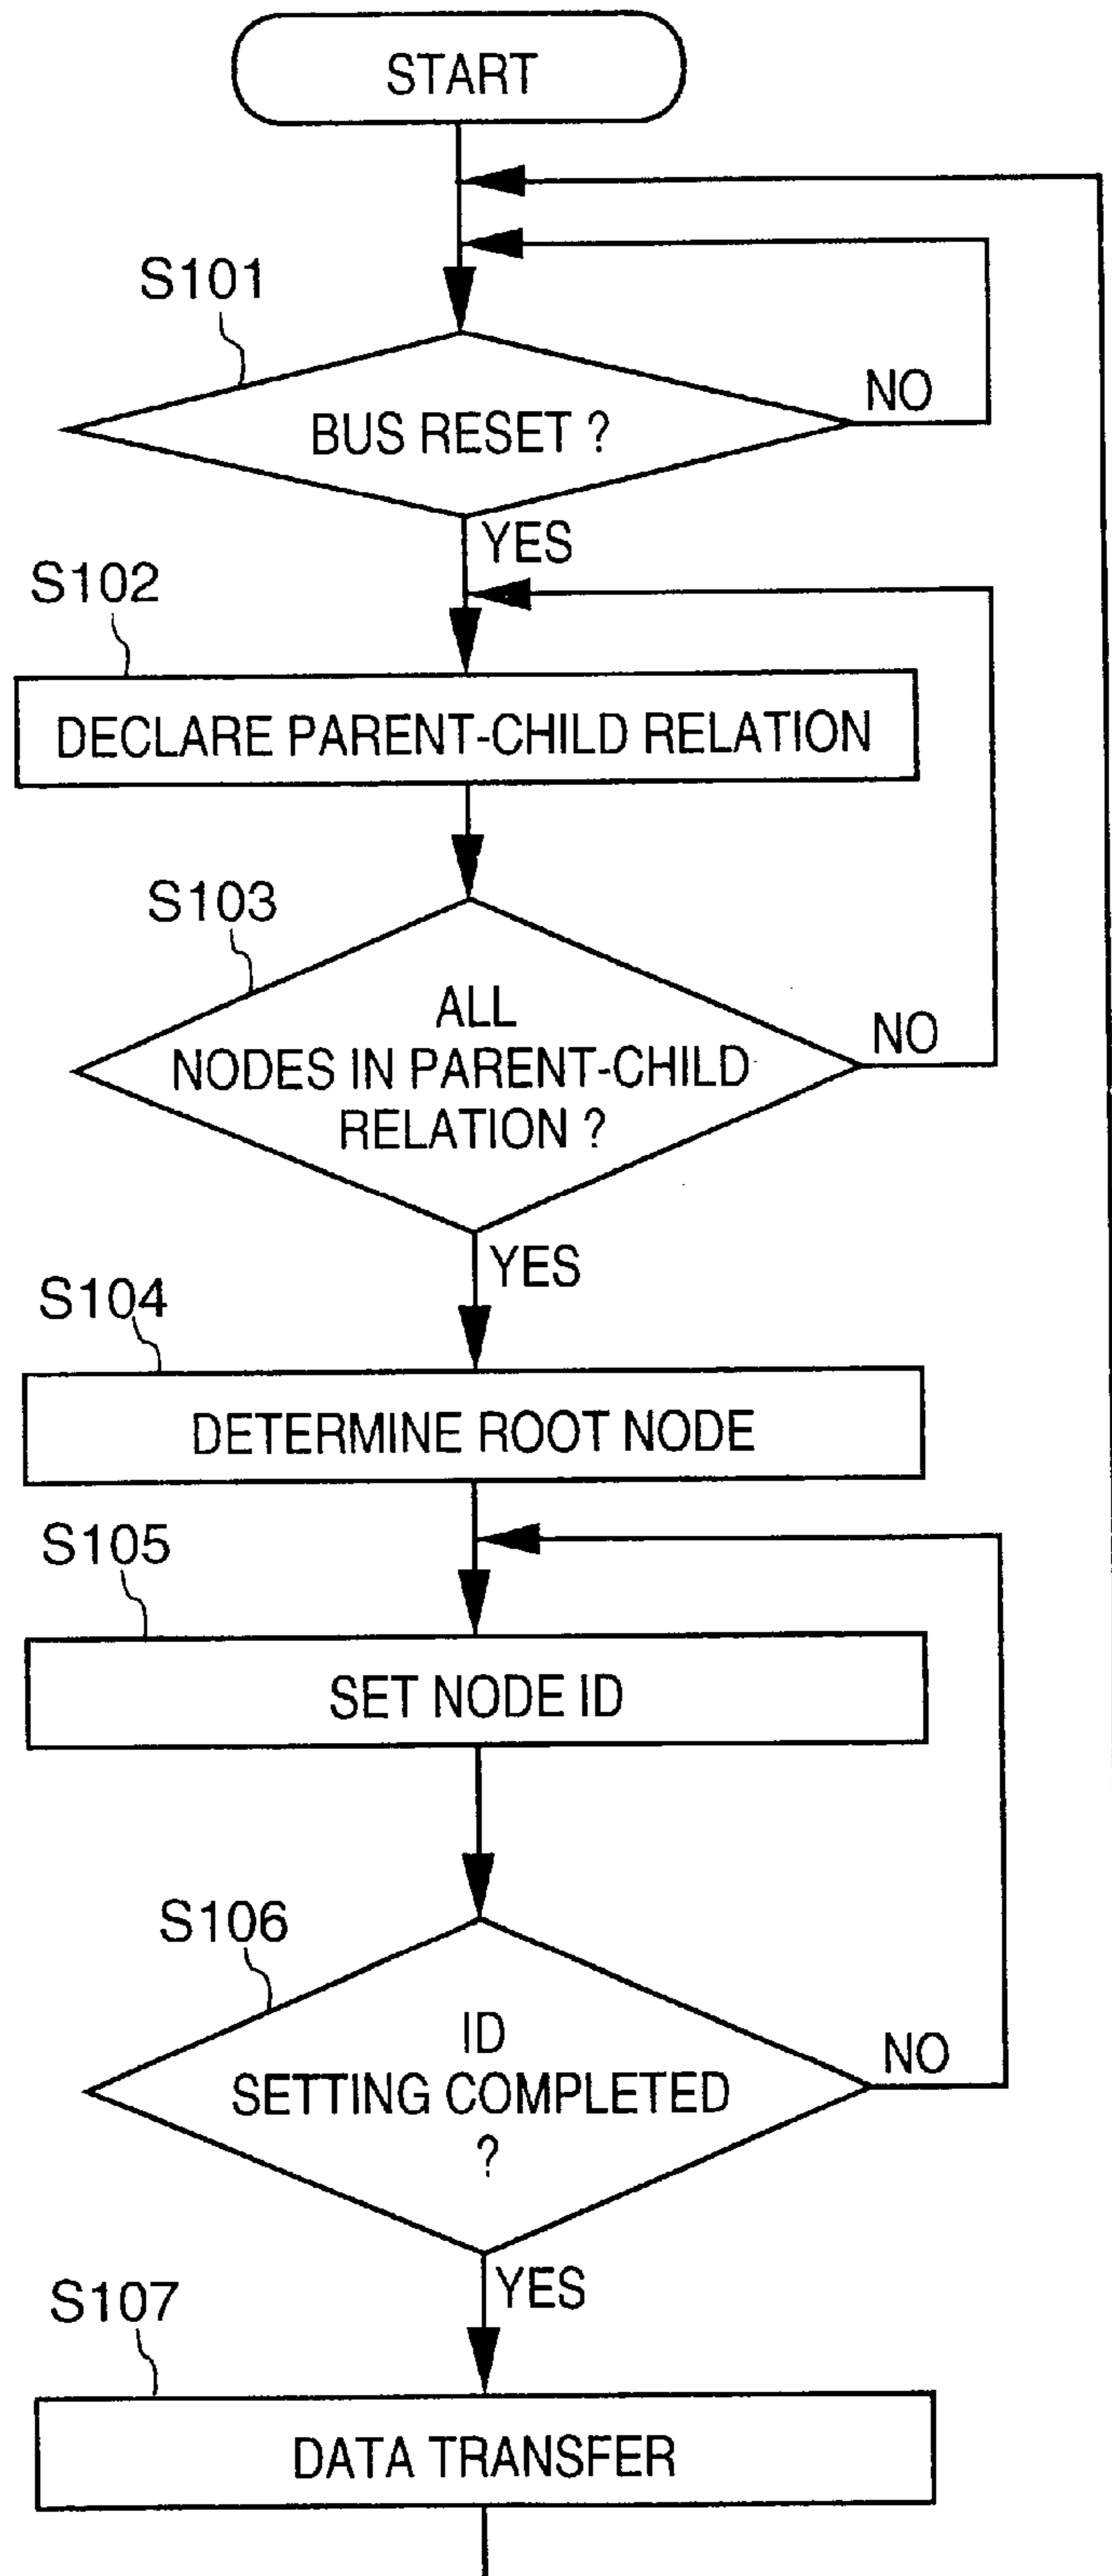 START
S101
BUS RESET ?
NO
YES
S102
DECLARE PARENT-CHILD RELATION
S103
ALL
NODES IN PARENT-CHILD
RELATION ?
NO
YES
S104
DETERMINE ROOT NODE
S105
SET NODE ID
S106
ID
SETTING COMPLETED
?
NO
YES
S107
DATA TRANSFER